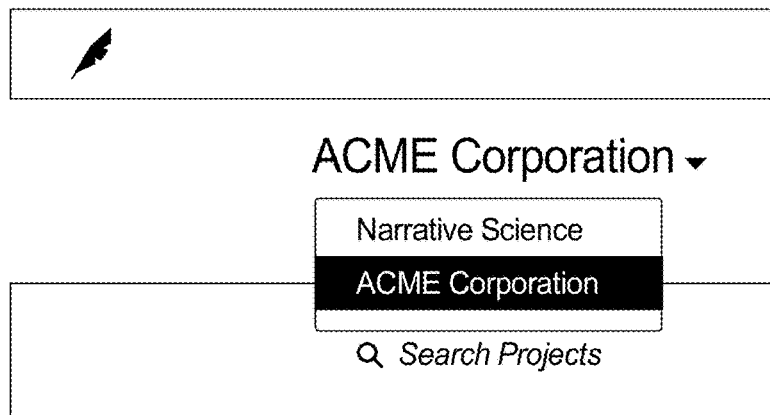 ACME Corporation
Narrative Science
ACME Corporation
Search Projects